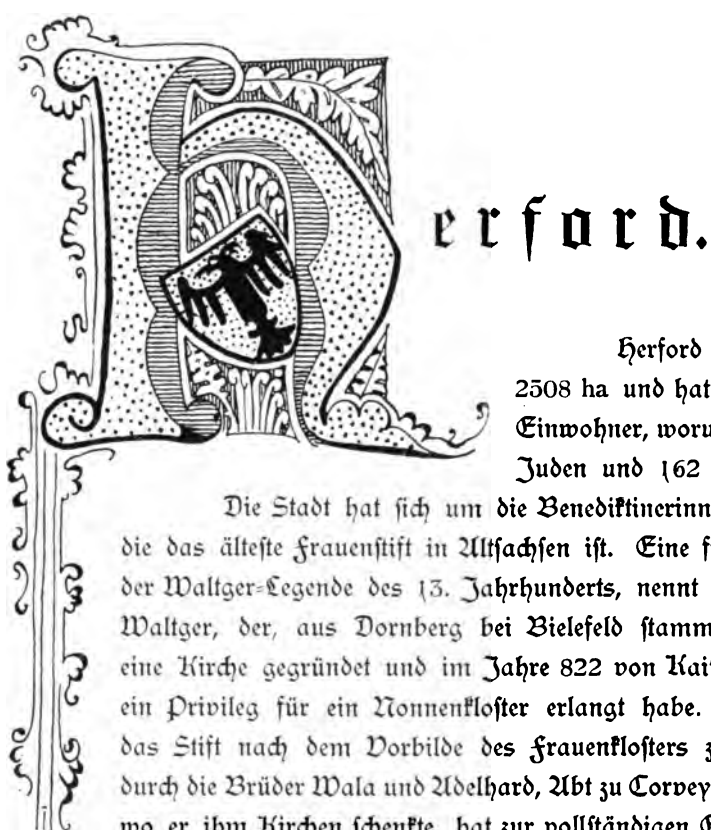 Herford.
Herford
2508 ha und hat
Einwohner, woru
Juden und 162
Die Stadt hat sich um die Benediktinerinn
die das älteste Frauenstift in Altsachsen ist. Eine f
der Waltger-Legende des 13. Jahrhunderts, nennt
Waltger, der, aus Dornberg bei Bielefeld stamm
eine Kirche gegründet und im Jahre 822 von Kai
ein Privileg für ein Nonnenkloster erlangt habe.
das Stift nach dem Vorbilde des Frauenklosters z
durch die Brüder Wala und Adelhard, Abt zu Corvey
wo er ihm Kirchen schenkte, hat zur vollständigen